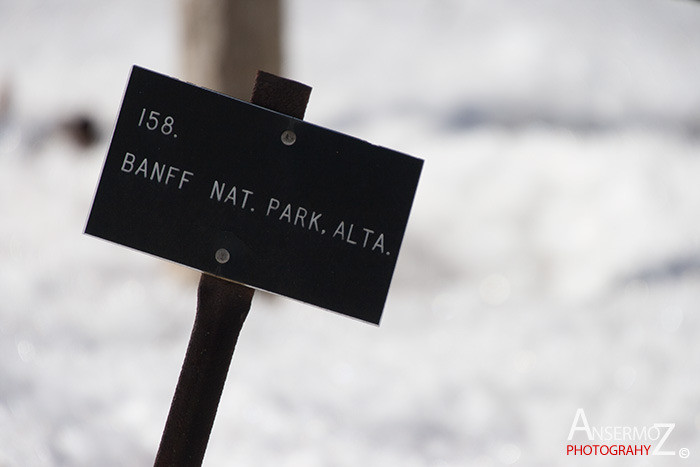 158.
BANFF NAT. PARK, ALTA.
ANSERMOZ
PHOTOGRAHY ©